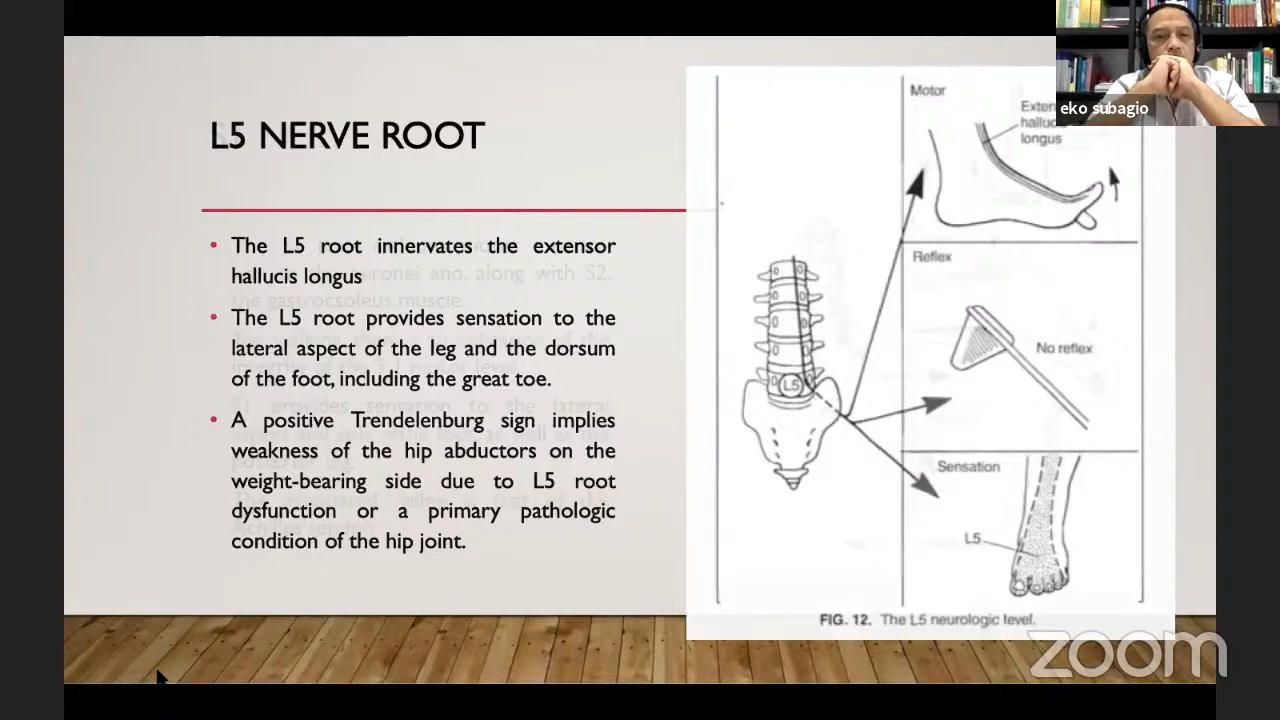 L5 NERVE ROOT
• The L5 root innervates the extensor
hallucis longus
• The L5 root provides sensation to the
lateral aspect of the leg and the dorsum
of the foot, including the great toe.
• A positive Trendelenburg sign implies
weakness of the hip abductors on the
weight-bearing side due to L5 root
dysfunction or a primary pathologic
condition of the hip joint.
Motor
longus
Reflex
No reflex
L5
Sensation
L5
FIG. 12. The L5 neurologic level.
eko subagio
zoom